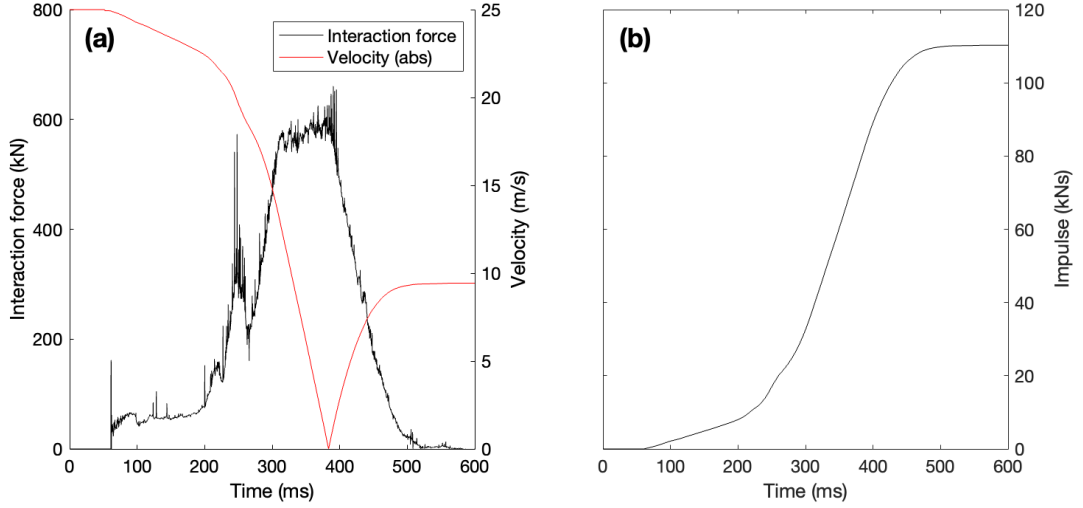 (a)
Interaction force
Velocity (abs)
Interaction force (kN)
800
600
400
200
0
25
20
15
10
5
0
Velocity (m/s)
0 100 200 300 400 500 600
Time (ms)
(b)
120
100
80
60
40
20
0
Impulse (kNs)
0 100 200 300 400 500 600
Time (ms)